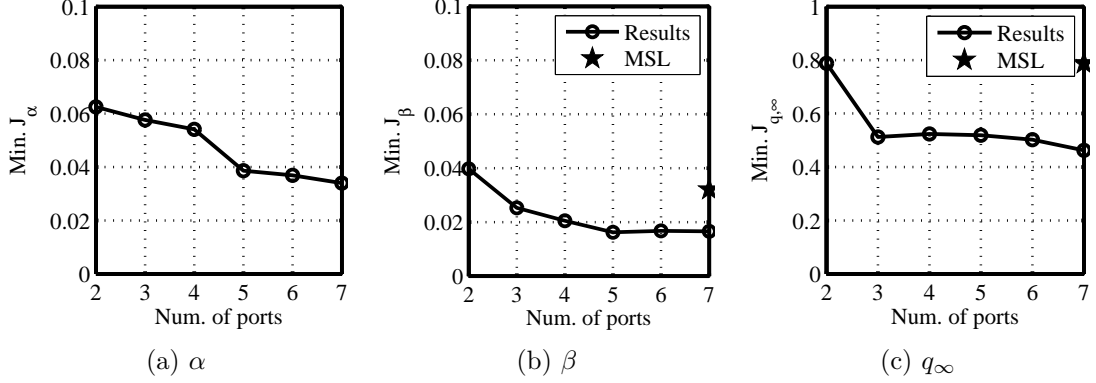 0.1
0.08
0.06
0.04
0.02
0
Min. J_α
2 3 4 5 6 7
Num. of ports
(a) α
0.1
0.08
0.06
0.04
0.02
0
Min. J_β
Results
MSL
2 3 4 5 6 7
Num. of ports
(b) β
1
0.8
0.6
0.4
0.2
0
Min. J_{q,∞}
Results
MSL
2 3 4 5 6 7
Num. of ports
(c) q_∞